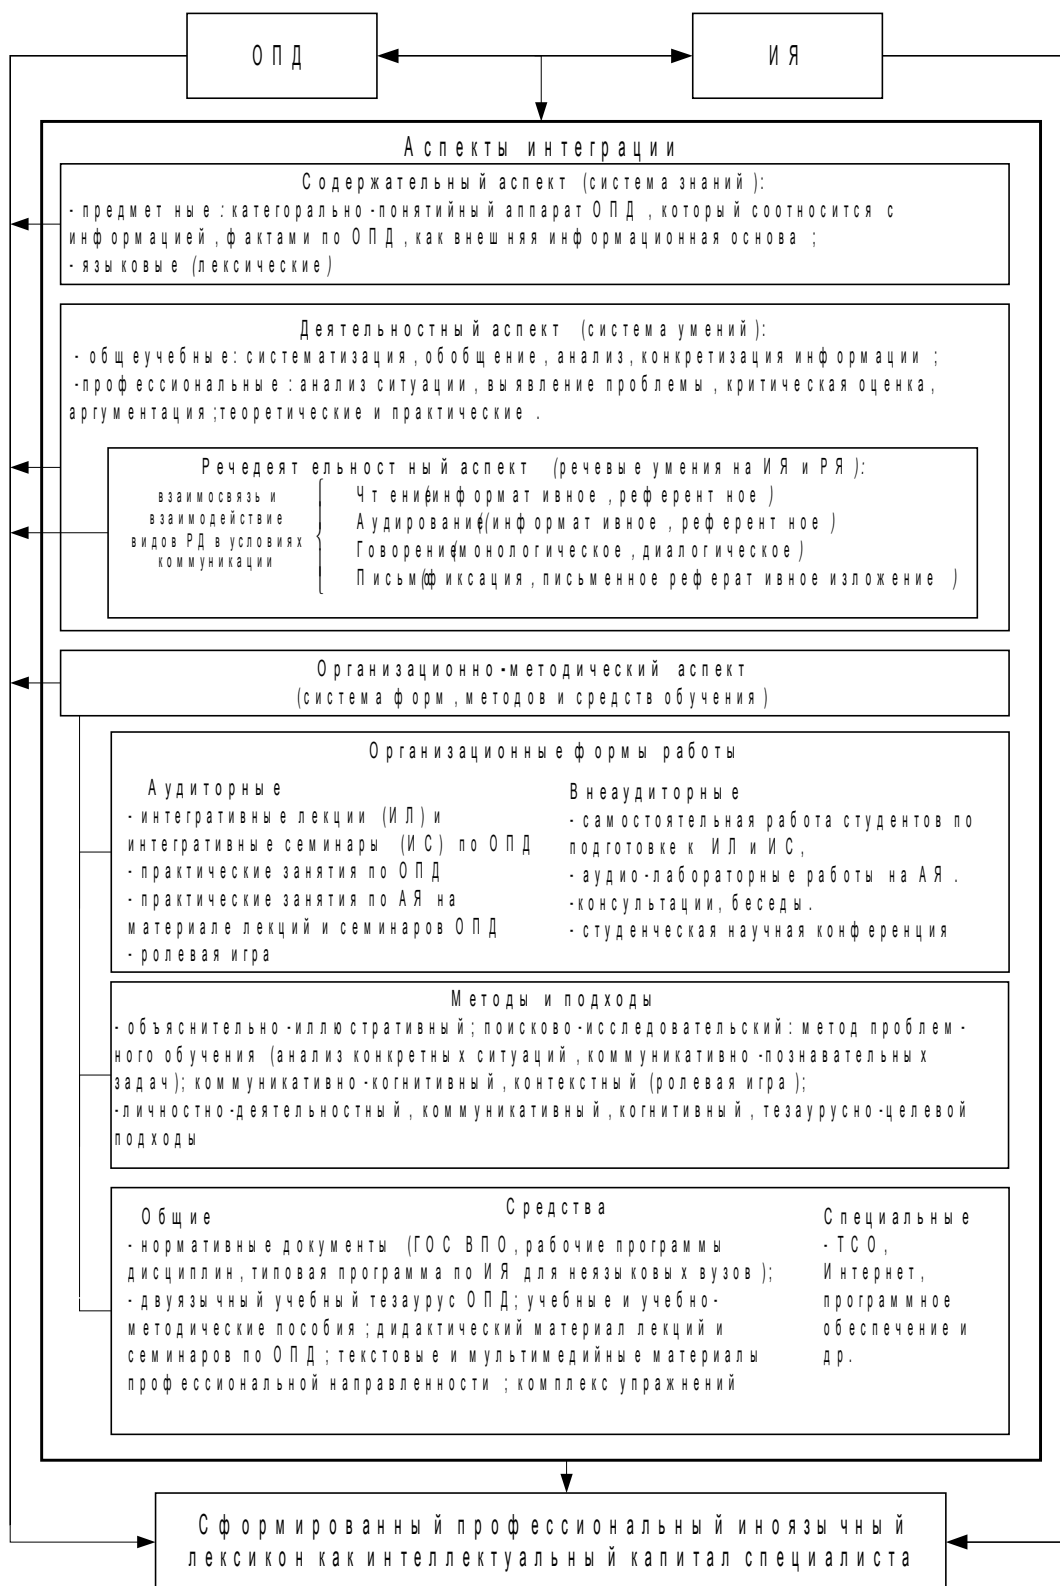 ОПД
ИЯ
Аспекты интеграции
Содержательный аспект (система знаний):
- предметные: категорально-понятийный аппарат ОПД, который соотносится с
информацией, фактами по ОПД, как внешняя информационная основа;
- языковые (лексические)
Деятельностный аспект (система умений):
- общеучебные: систематизация, обобщение, анализ, конкретизация информации;
-профессиональные: анализ ситуации, выявление проблемы, критическая оценка,
аргументация; теоретические и практические.
Речедеятельностный аспект (речевые умения на ИЯ и РЯ):
взаимосвязь и
взаимодействие
видов РД в условиях
коммуникации
Чтение (информативное, референтное)
Аудирование ((информативное, референтное)
Говорение (монологическое, диалогическое)
Письмо (фиксация, письменное реферативное изложение)
Организационно-методический аспект
(система форм, методов и средств обучения)
Организационные формы работы
Аудиторные
- интегративные лекции (ИЛ) и
интегративные семинары (ИС) по ОПД
- практические занятия по ОПД
- практические занятия по АЯ на
материале лекций и семинаров ОПД
- ролевая игра
Внеаудиторные
- самостоятельная работа студентов по
подготовке к ИЛ и ИС,
- аудио-лабораторные работы на АЯ.
-консультации, беседы.
- студенческая научная конференция
Методы и подходы
- объяснительно-иллюстративный; поисково-исследовательский: метод проблем-
ного обучения (анализ конкретных ситуаций, коммуникативно-познавательных
задач); коммуникативно-когнитивный, контекстный (ролевая игра);
-личностно-деятельностный, коммуникативный, когнитивный, тезаурусно-целевой
подходы
Средства
Общие
- нормативные документы (ГОС ВПО, рабочие программы
дисциплин, типовая программа по ИЯ для неязыковых вузов);
- двуязычный учебный тезаурус ОПД; учебные и учебно-
методические пособия; дидактический материал лекций и
семинаров по ОПД; текстовые и мультимедийные материалы
профессиональной направленности; комплекс упражнений
Специальные
- ТСО,
Интернет,
программное
обеспечение и
др.
Сформированный профессиональный иноязычный
лексикон как интеллектуальный капитал специалиста